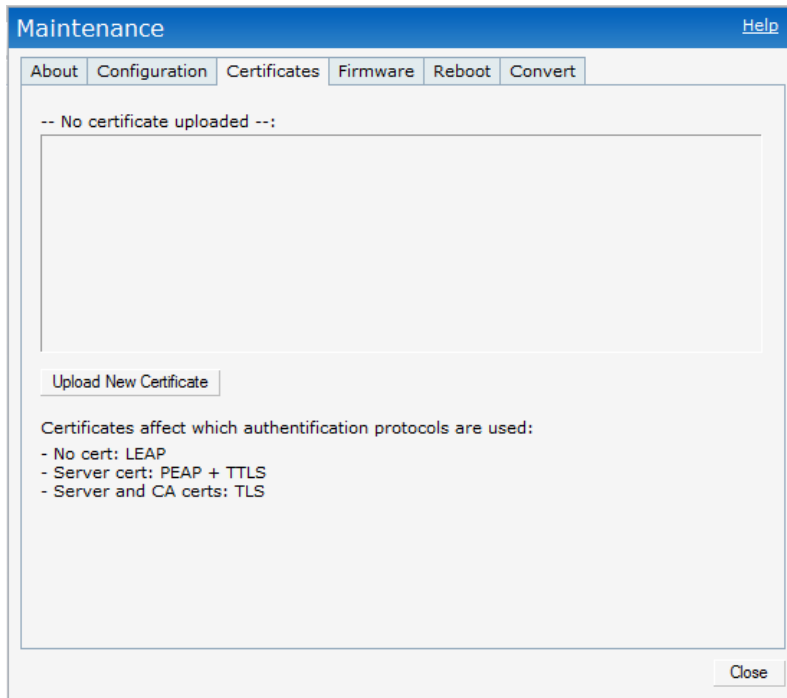 Maintenance
Help
About Configuration Certificates Firmware Reboot Convert
-- No certificate uploaded --:
Upload New Certificate
Certificates affect which authentification protocols are used:
- No cert: LEAP
- Server cert: PEAP + TTLS
- Server and CA certs: TLS
Close